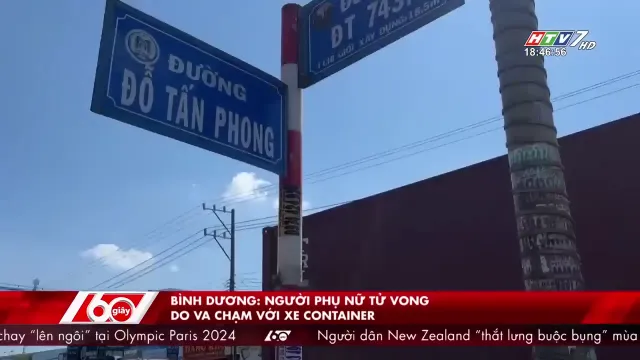 ĐƯỜNG
ĐỖ TẤN PHONG
ĐT 743
HTV7 HD
18:46:56
60 giây
BÌNH DƯƠNG: NGƯỜI PHỤ NỮ TỬ VONG
DO VA CHẠM VỚI XE CONTAINER
chạy “lên ngôi” tại Olympic Paris 2024
Người dân New Zealand “thắt lưng buộc bụng” mùa